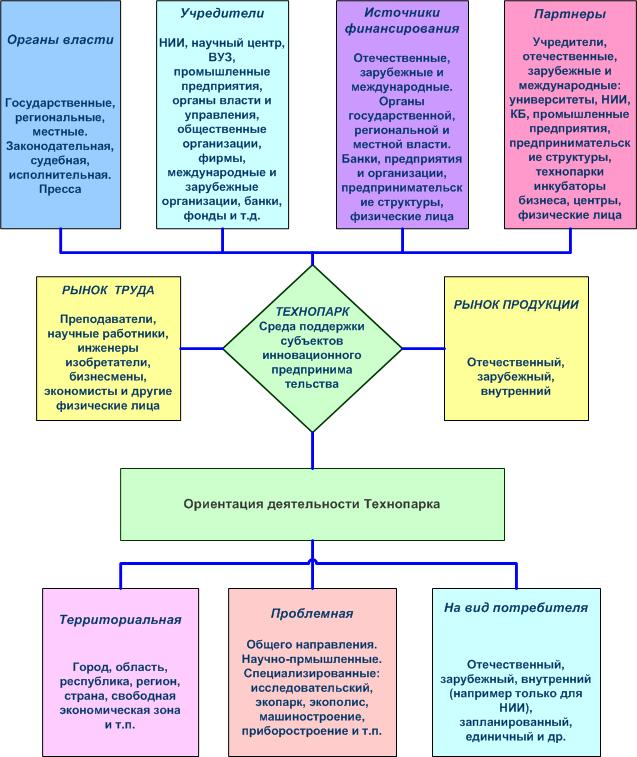 Органы власти
Государственные,
региональные,
местные.
Законодательная,
судебная,
исполнительная.
Пресса
Учредители
НИИ, научный центр,
ВУЗ,
промышленные
предприятия,
органы власти и
управления,
общественные
организации,
фирмы,
международные и
зарубежные
организации, банки,
фонды и т.д.
Источники
финансирования
Отечественные,
зарубежные и
международные.
Органы
государственной,
региональной и
местной власти.
Банки, предприятия
и организации,
предпринимательск
ие структуры,
физические лица
Партнеры
Учредители,
отечественные,
зарубежные и
международные:
университеты, НИИ,
КБ, промышленные
предприятия,
предпринимательск
ие структуры,
технопарки
инкубаторы
бизнеса, центры,
физические лица
РЫНОК ТРУДА
Преподаватели,
научные работники,
инженеры
изобретатели,
бизнесмены,
экономисты и другие
физические лица
ТЕХНОПАРК
Среда поддержки
субъектов
инновационного
предпринима
тельства
РЫНОК ПРОДУКЦИИ
Отечественный,
зарубежный,
внутренний
Ориентация деятельности Технопарка
Территориальная
Город, область,
республика, регион,
страна, свободная
экономическая зона
и т.п.
Проблемная
Общего направления.
Научно-прмышленные.
Специализированные:
исследовательский,
экопарк, экополис,
машиностроение,
приборостроение и т.п.
На вид потребителя
Отечественный,
зарубежный, внутренний
(например только для
НИИ),
запланированный,
единичный и др.